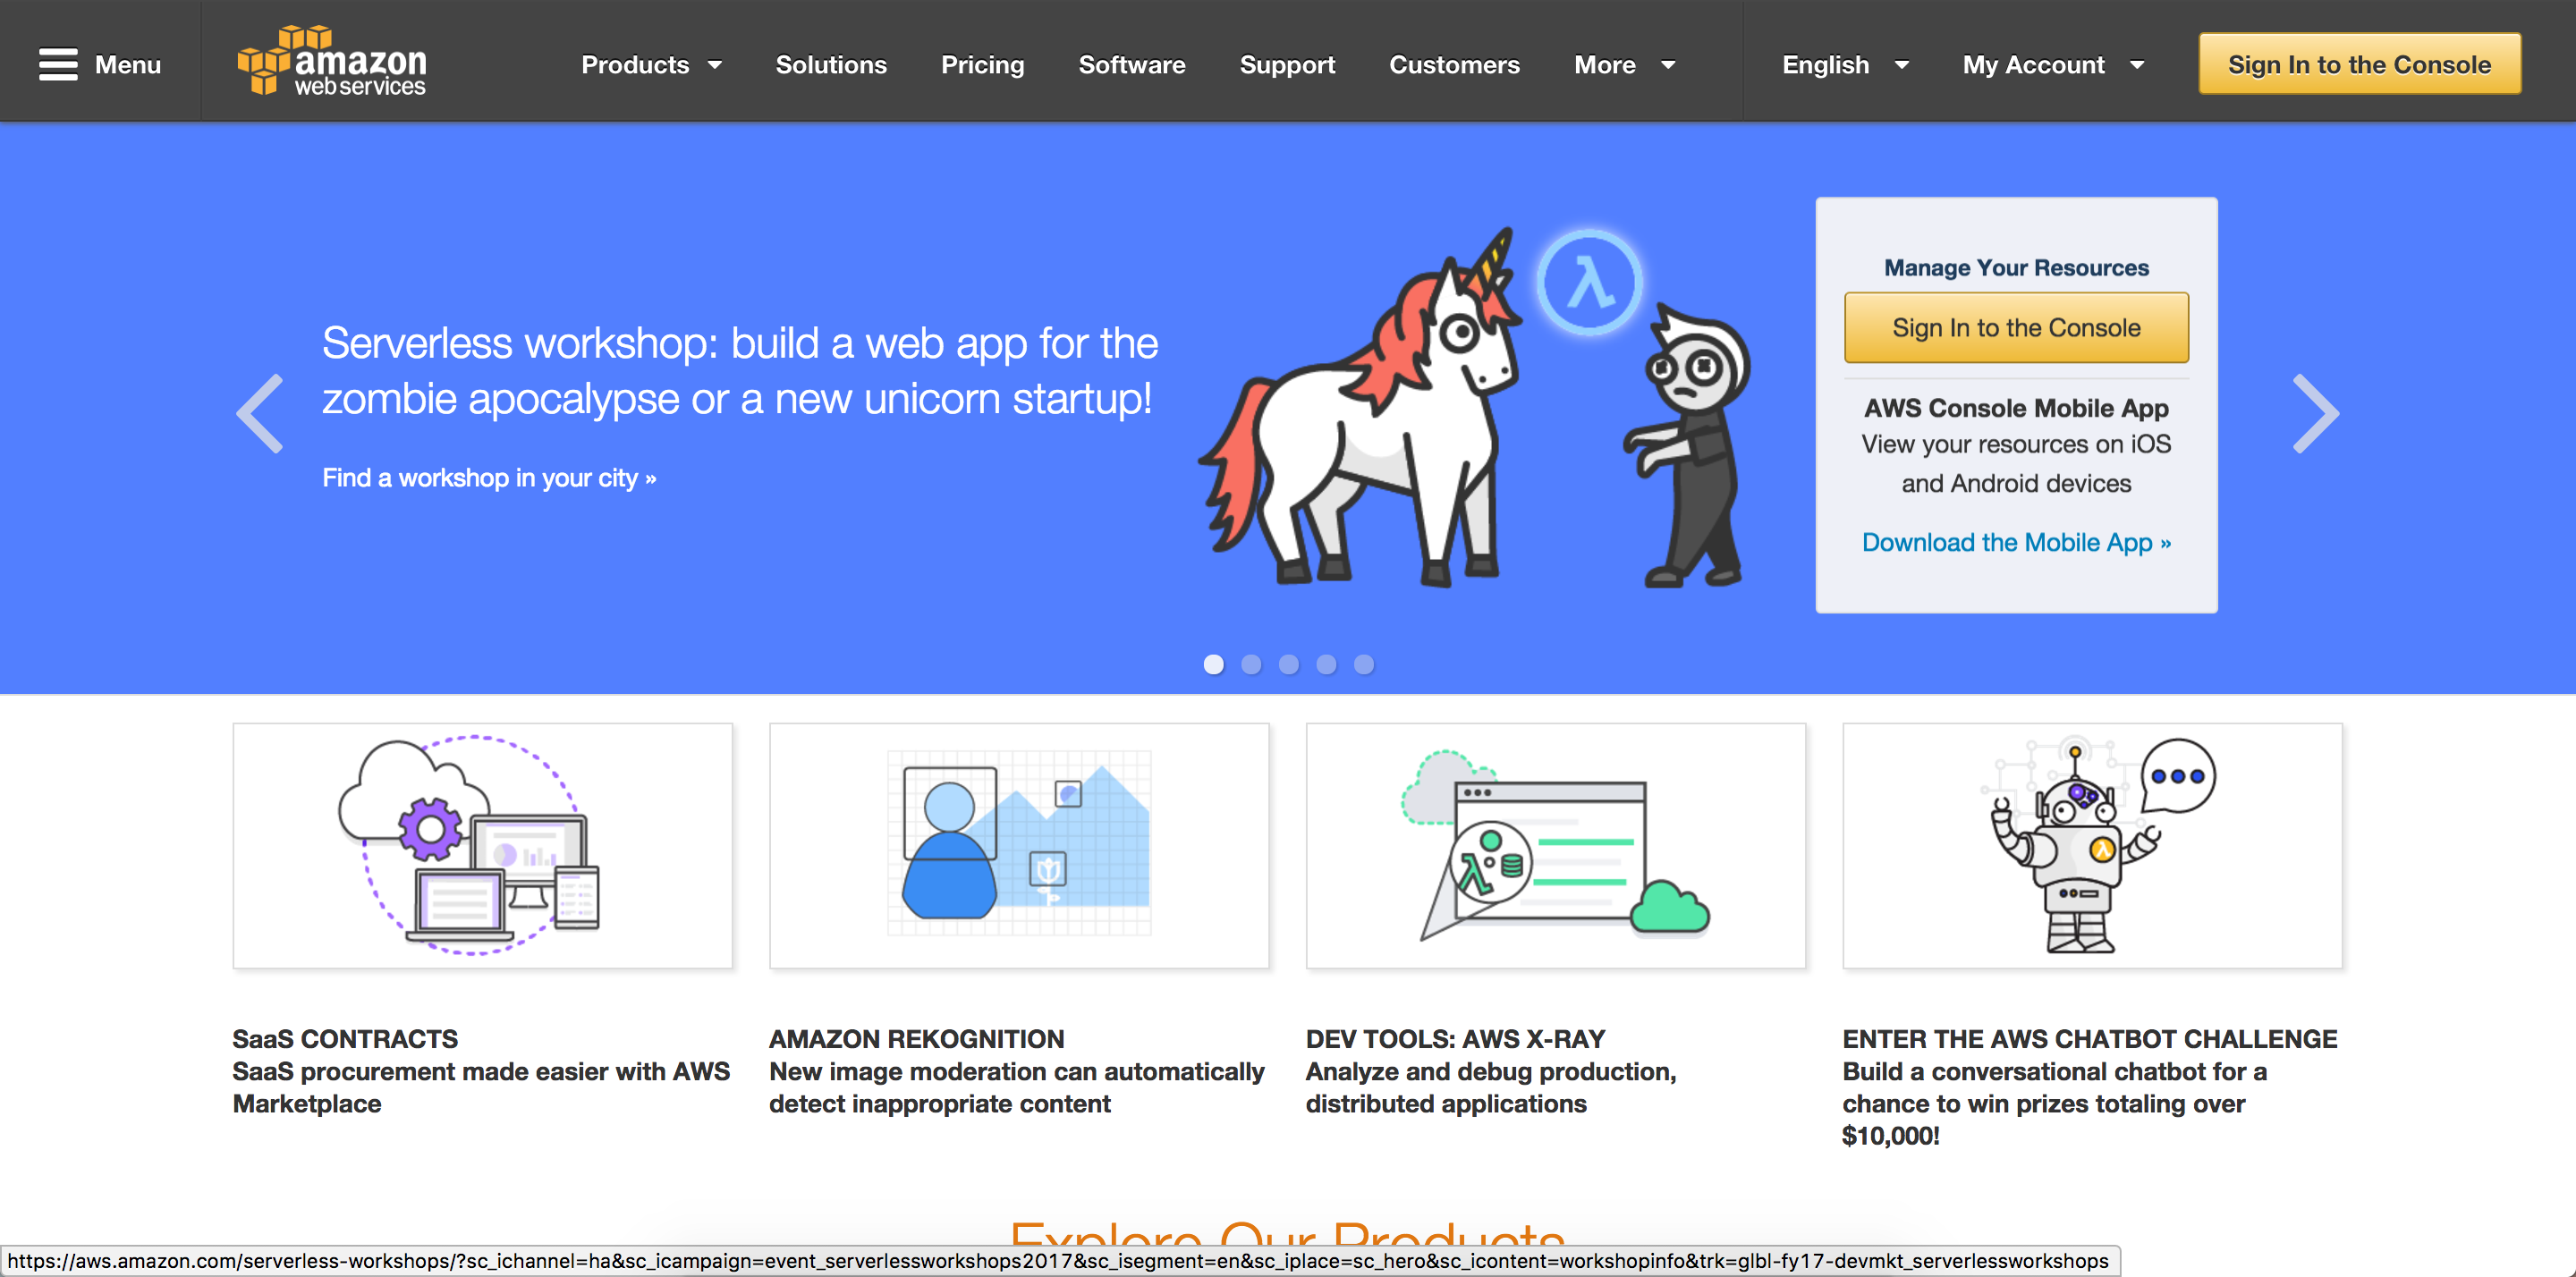 Menu
amazon
web services
Products
Solutions
Pricing
Software
Support
Customers
More
English
My Account
Sign In to the Console
Serverless workshop: build a web app for the
zombie apocalypse or a new unicorn startup!
Find a workshop in your city »
λ
Manage Your Resources
Sign In to the Console
AWS Console Mobile App
View your resources on iOS
and Android devices
Download the Mobile App »
SaaS CONTRACTS
SaaS procurement made easier with AWS
Marketplace
AMAZON REKOGNITION
New image moderation can automatically
detect inappropriate content
DEV TOOLS: AWS X-RAY
Analyze and debug production,
distributed applications
ENTER THE AWS CHATBOT CHALLENGE
Build a conversational chatbot for a
chance to win prizes totaling over
$10,000!
Explore Our Products
https://aws.amazon.com/serverless-workshops/?sc_ichannel=ha&sc_icampaign=event_serverlessworkshops2017&sc_isegment=en&sc_iplace=sc_hero&sc_icontent=workshopinfo&trk=glbl-fy17-devmkt_serverlessworkshops